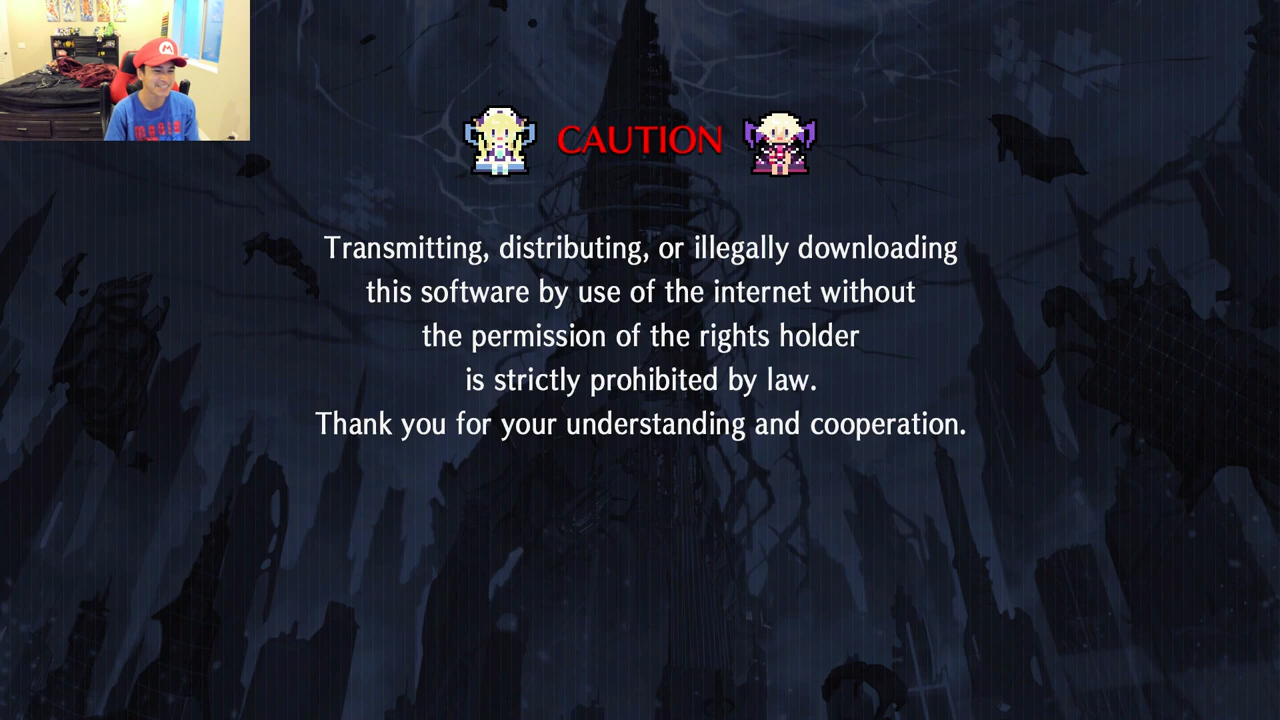 M
CAUTION
Transmitting, distributing, or illegally downloading
this software by use of the internet without
the permission of the rights holder
is strictly prohibited by law.
Thank you for your understanding and cooperation.